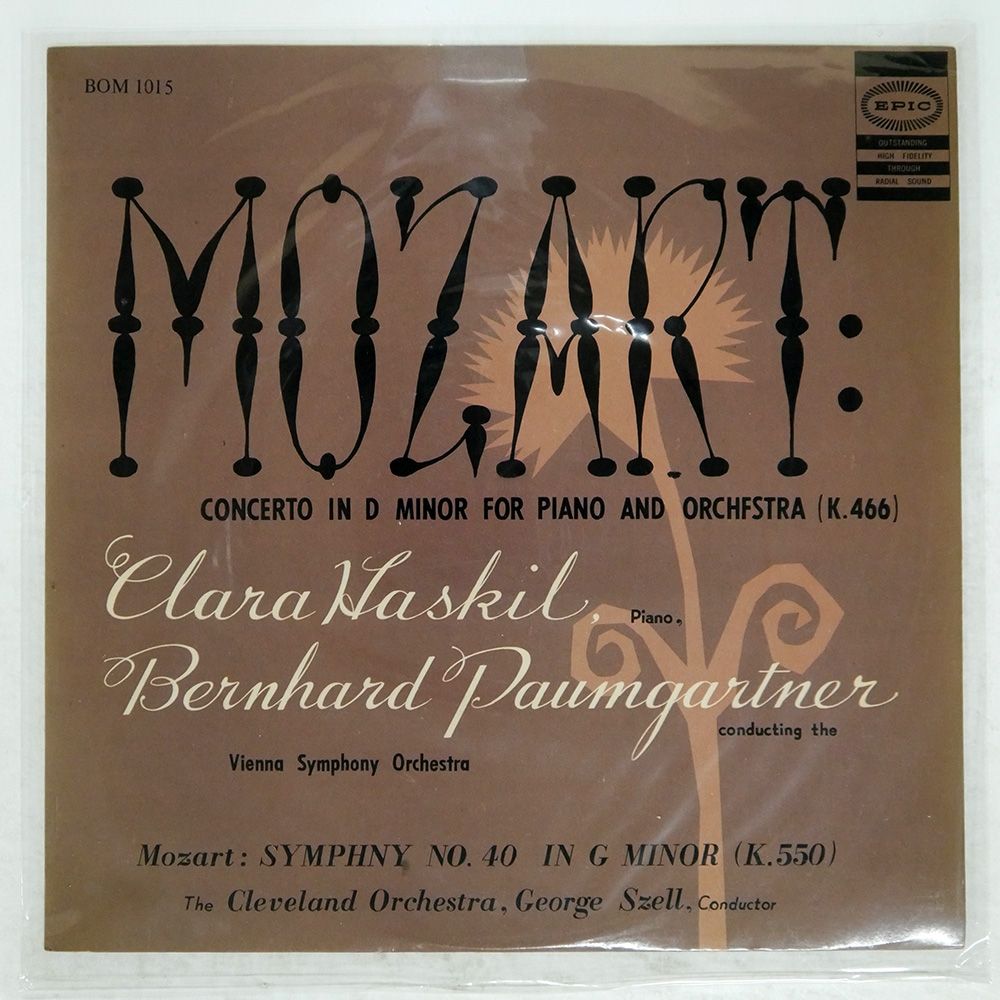 BOM 1015
EPIC
OUTSTANDING
HIGH FIDELITY
THROUGH
RADIAL SOUND
MOZART:
CONCERTO IN D MINOR FOR PIANO AND ORCHFSTRA (K.466)
Clara Haskil, Piano,
Bernhard Paumgartner
conducting the
Vienna Symphony Orchestra
Mozart: SYMPHNY NO. 40 IN G MINOR (K.550)
The Cleveland Orchestra, George Szell, Conductor